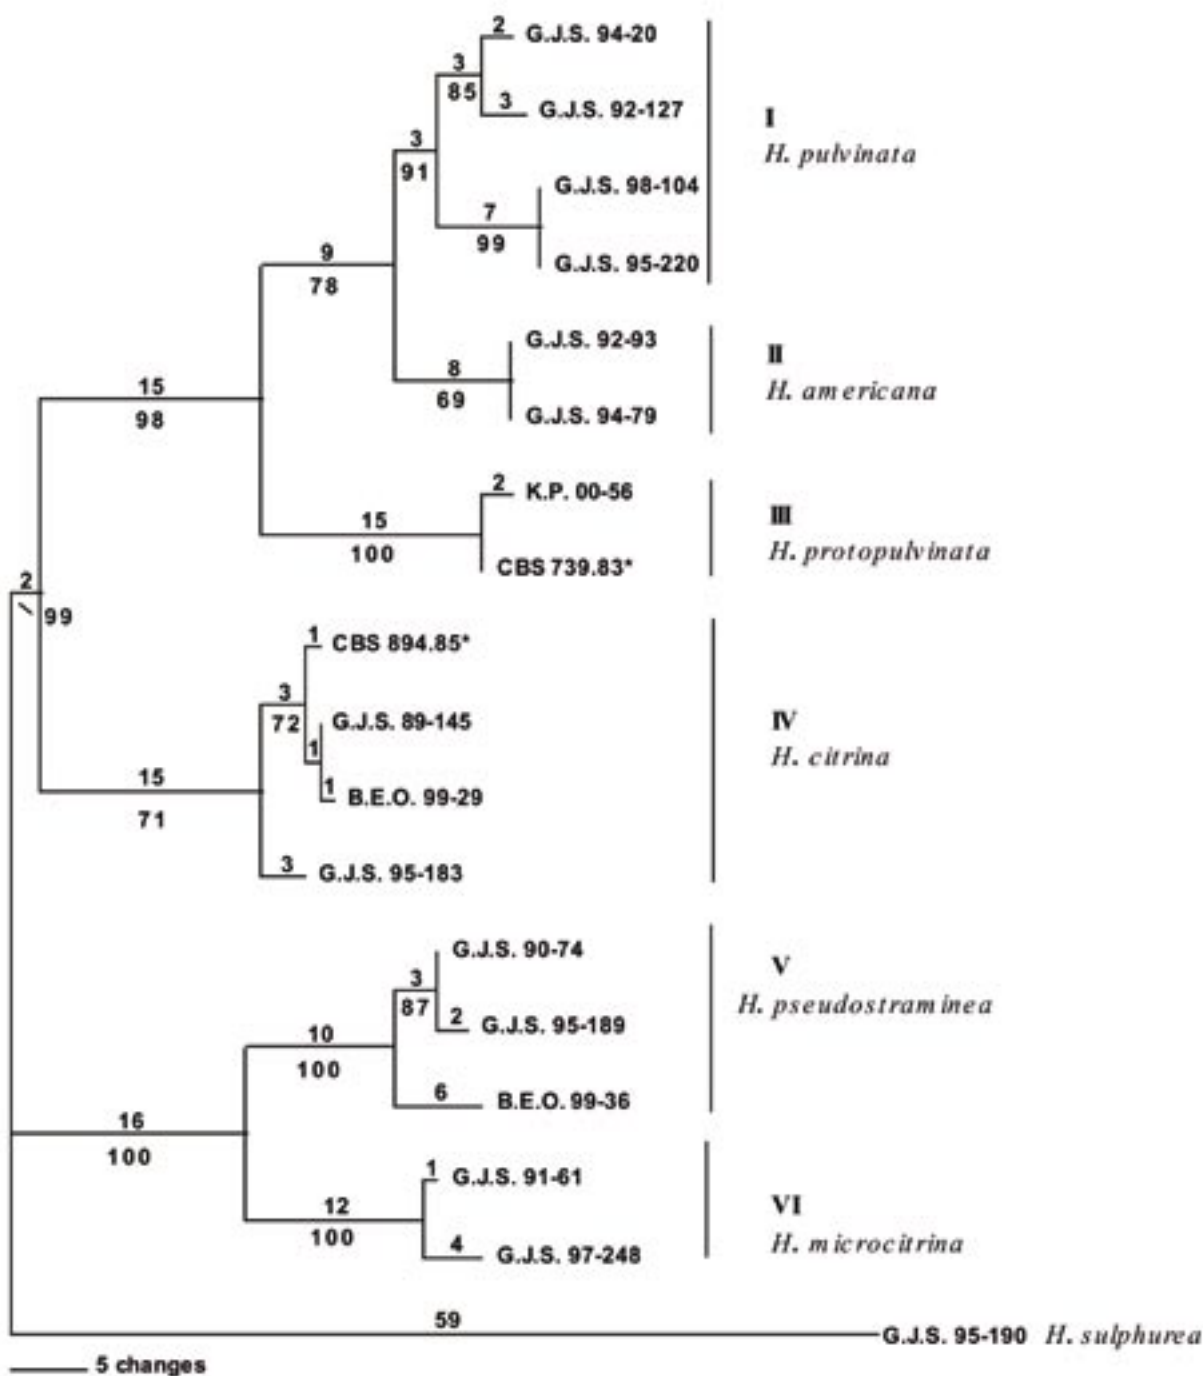 2 G.J.S. 94-20
3
85
3 G.J.S. 92-127
I
H. pulvinata
3
91
G.J.S. 98-104
7
99
G.J.S. 95-220
9
78
G.J.S. 92-93
II
H. americana
8
69
G.J.S. 94-79
15
98
2 K.P. 00-56
III
H. protopulvinata
15
100
CBS 739.83*
2
99
1 CBS 894.85*
3
72
G.J.S. 89-145
IV
H. citrina
1
1 B.E.O. 99-29
15
71
3 G.J.S. 95-183
G.J.S. 90-74
V
H. pseudostraminea
3
87
2 G.J.S. 95-189
10
100
6 B.E.O. 99-36
16
100
1 G.J.S. 91-61
VI
H. microcitrina
12
100
4 G.J.S. 97-248
59
G.J.S. 95-190 H. sulphurea
5 changes